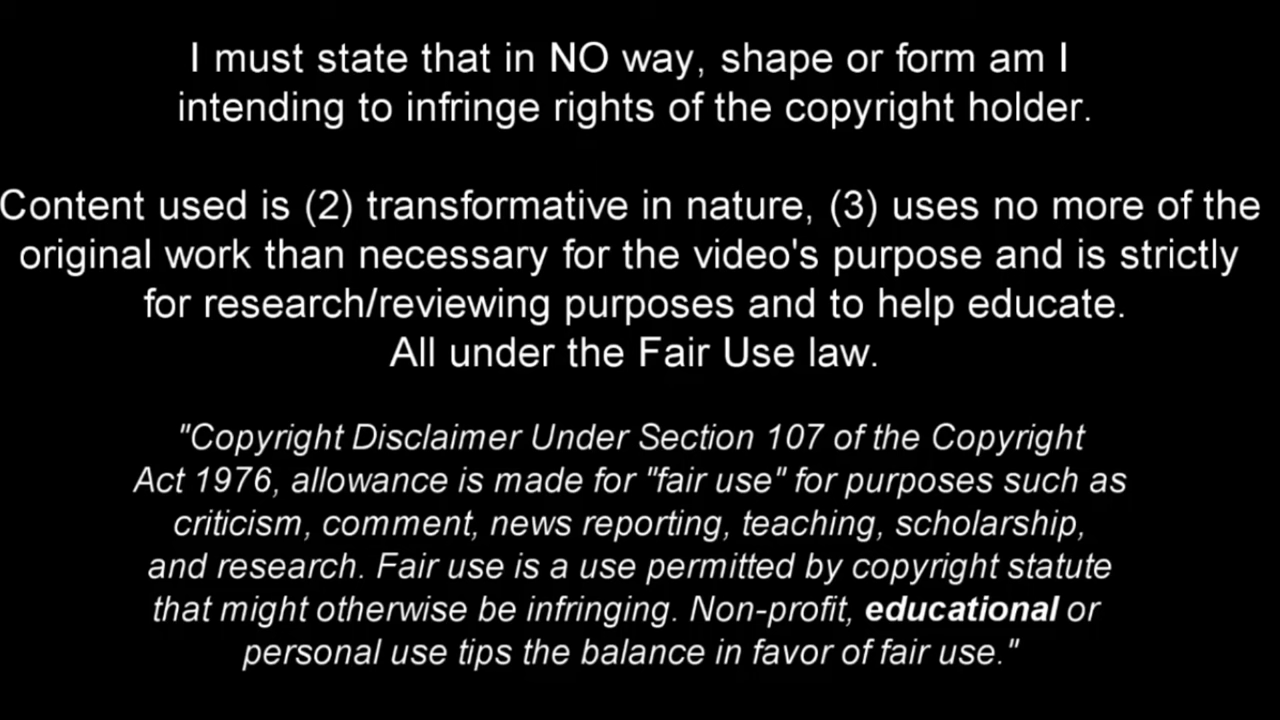 I must state that in NO way, shape or form am I
intending to infringe rights of the copyright holder.
Content used is (2) transformative in nature, (3) uses no more of the
original work than necessary for the video's purpose and is strictly
for research/reviewing purposes and to help educate.
All under the Fair Use law.
"Copyright Disclaimer Under Section 107 of the Copyright
Act 1976, allowance is made for "fair use" for purposes such as
criticism, comment, news reporting, teaching, scholarship,
and research. Fair use is a use permitted by copyright statute
that might otherwise be infringing. Non-profit, educational or
personal use tips the balance in favor of fair use."